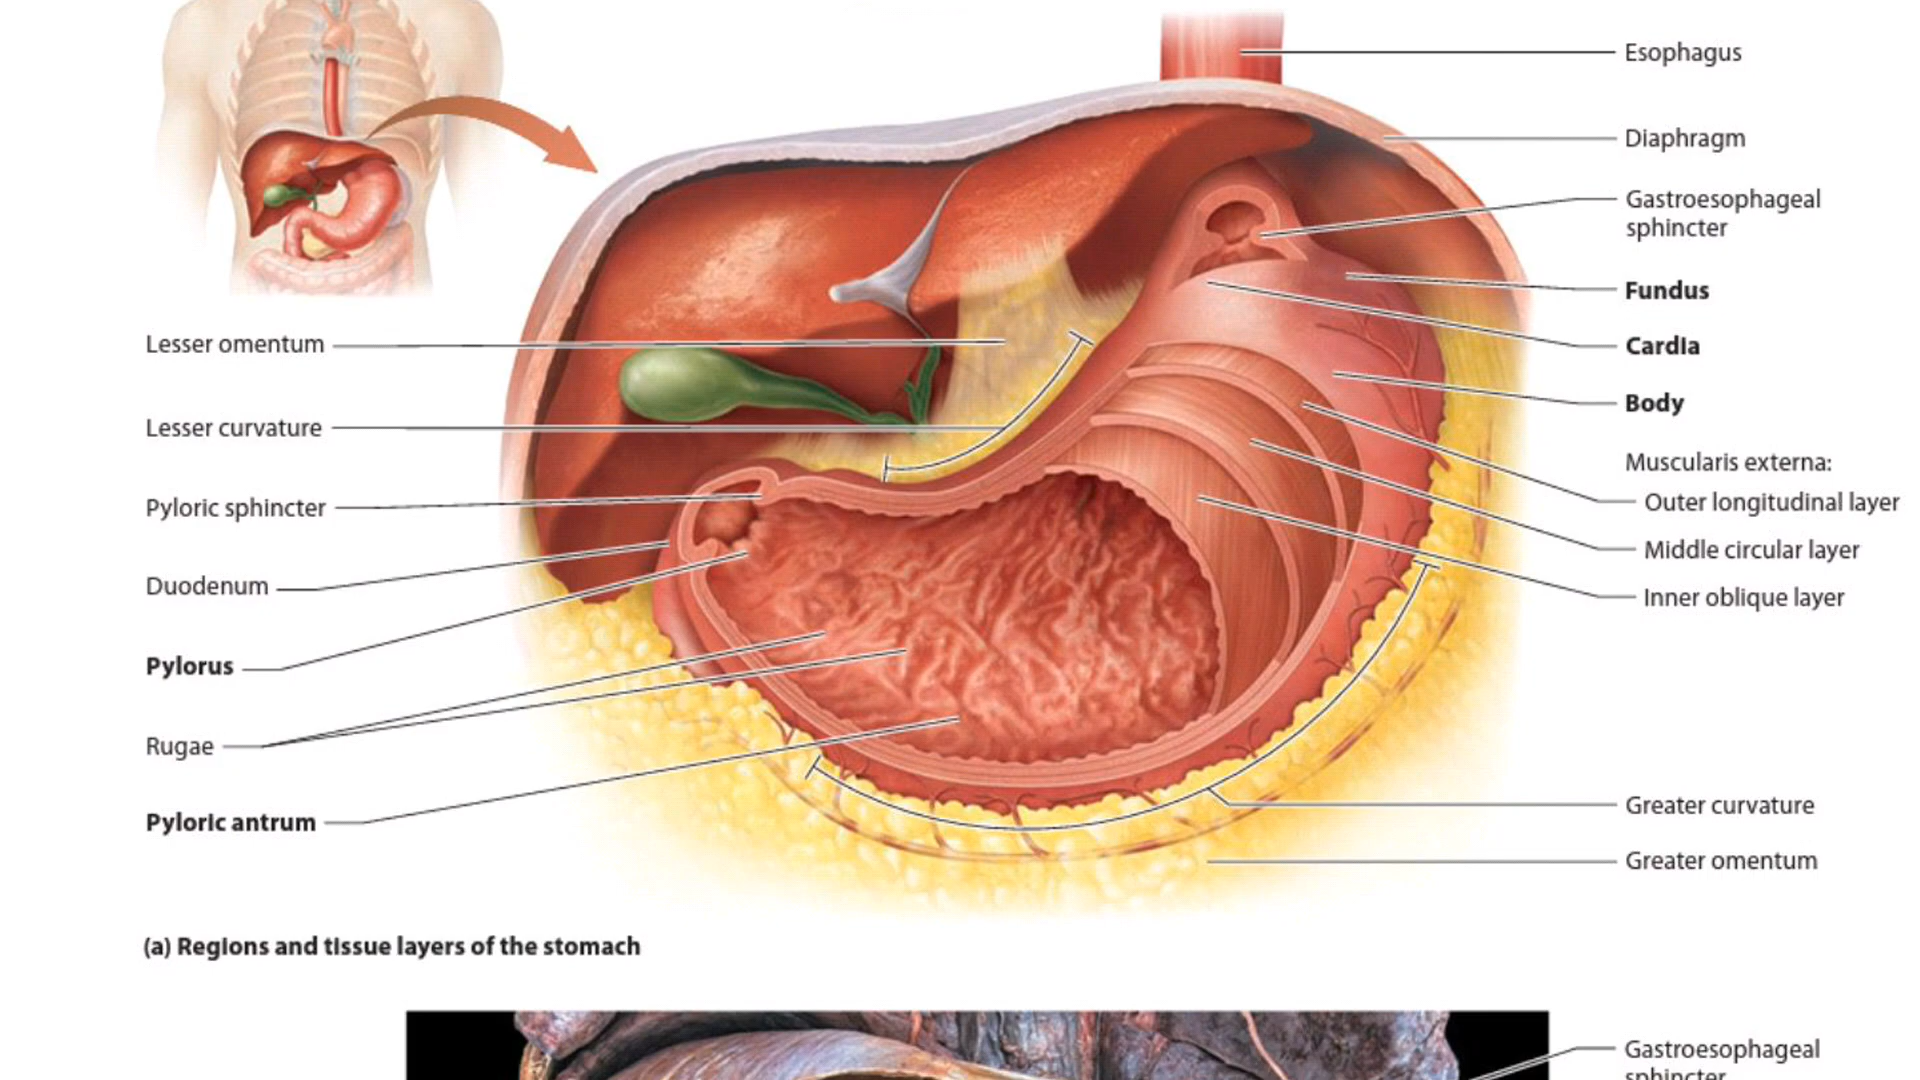 Esophagus
Diaphragm
Gastroesophageal
sphincter
Fundus
Cardia
Body
Muscularis externa:
Outer longitudinal layer
Middle circular layer
Inner oblique layer
Greater curvature
Greater omentum
Lesser omentum
Lesser curvature
Pyloric sphincter
Duodenum
Pylorus
Rugae
Pyloric antrum
(a) Regions and tissue layers of the stomach
Gastroesophageal
sphincter